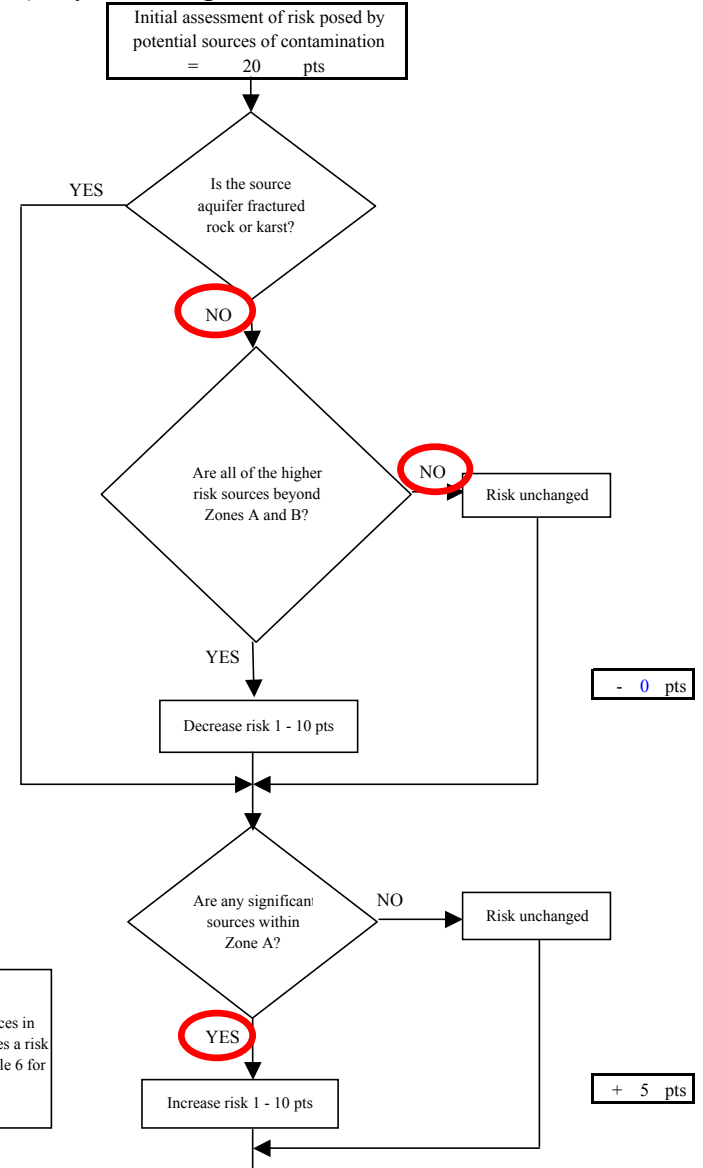 Initial assessment of risk posed by
potential sources of contamination
= 20 pts
YES
Is the source
aquifer fractured
rock or karst?
NO
Are all of the higher
risk sources beyond
Zones A and B?
NO
Risk unchanged
YES
- 0 pts
Decrease risk 1 - 10 pts
Are any significant
sources within
Zone A?
NO
Risk unchanged
YES
risk
6 for
+ 5 pts
Increase risk 1 - 10 pts